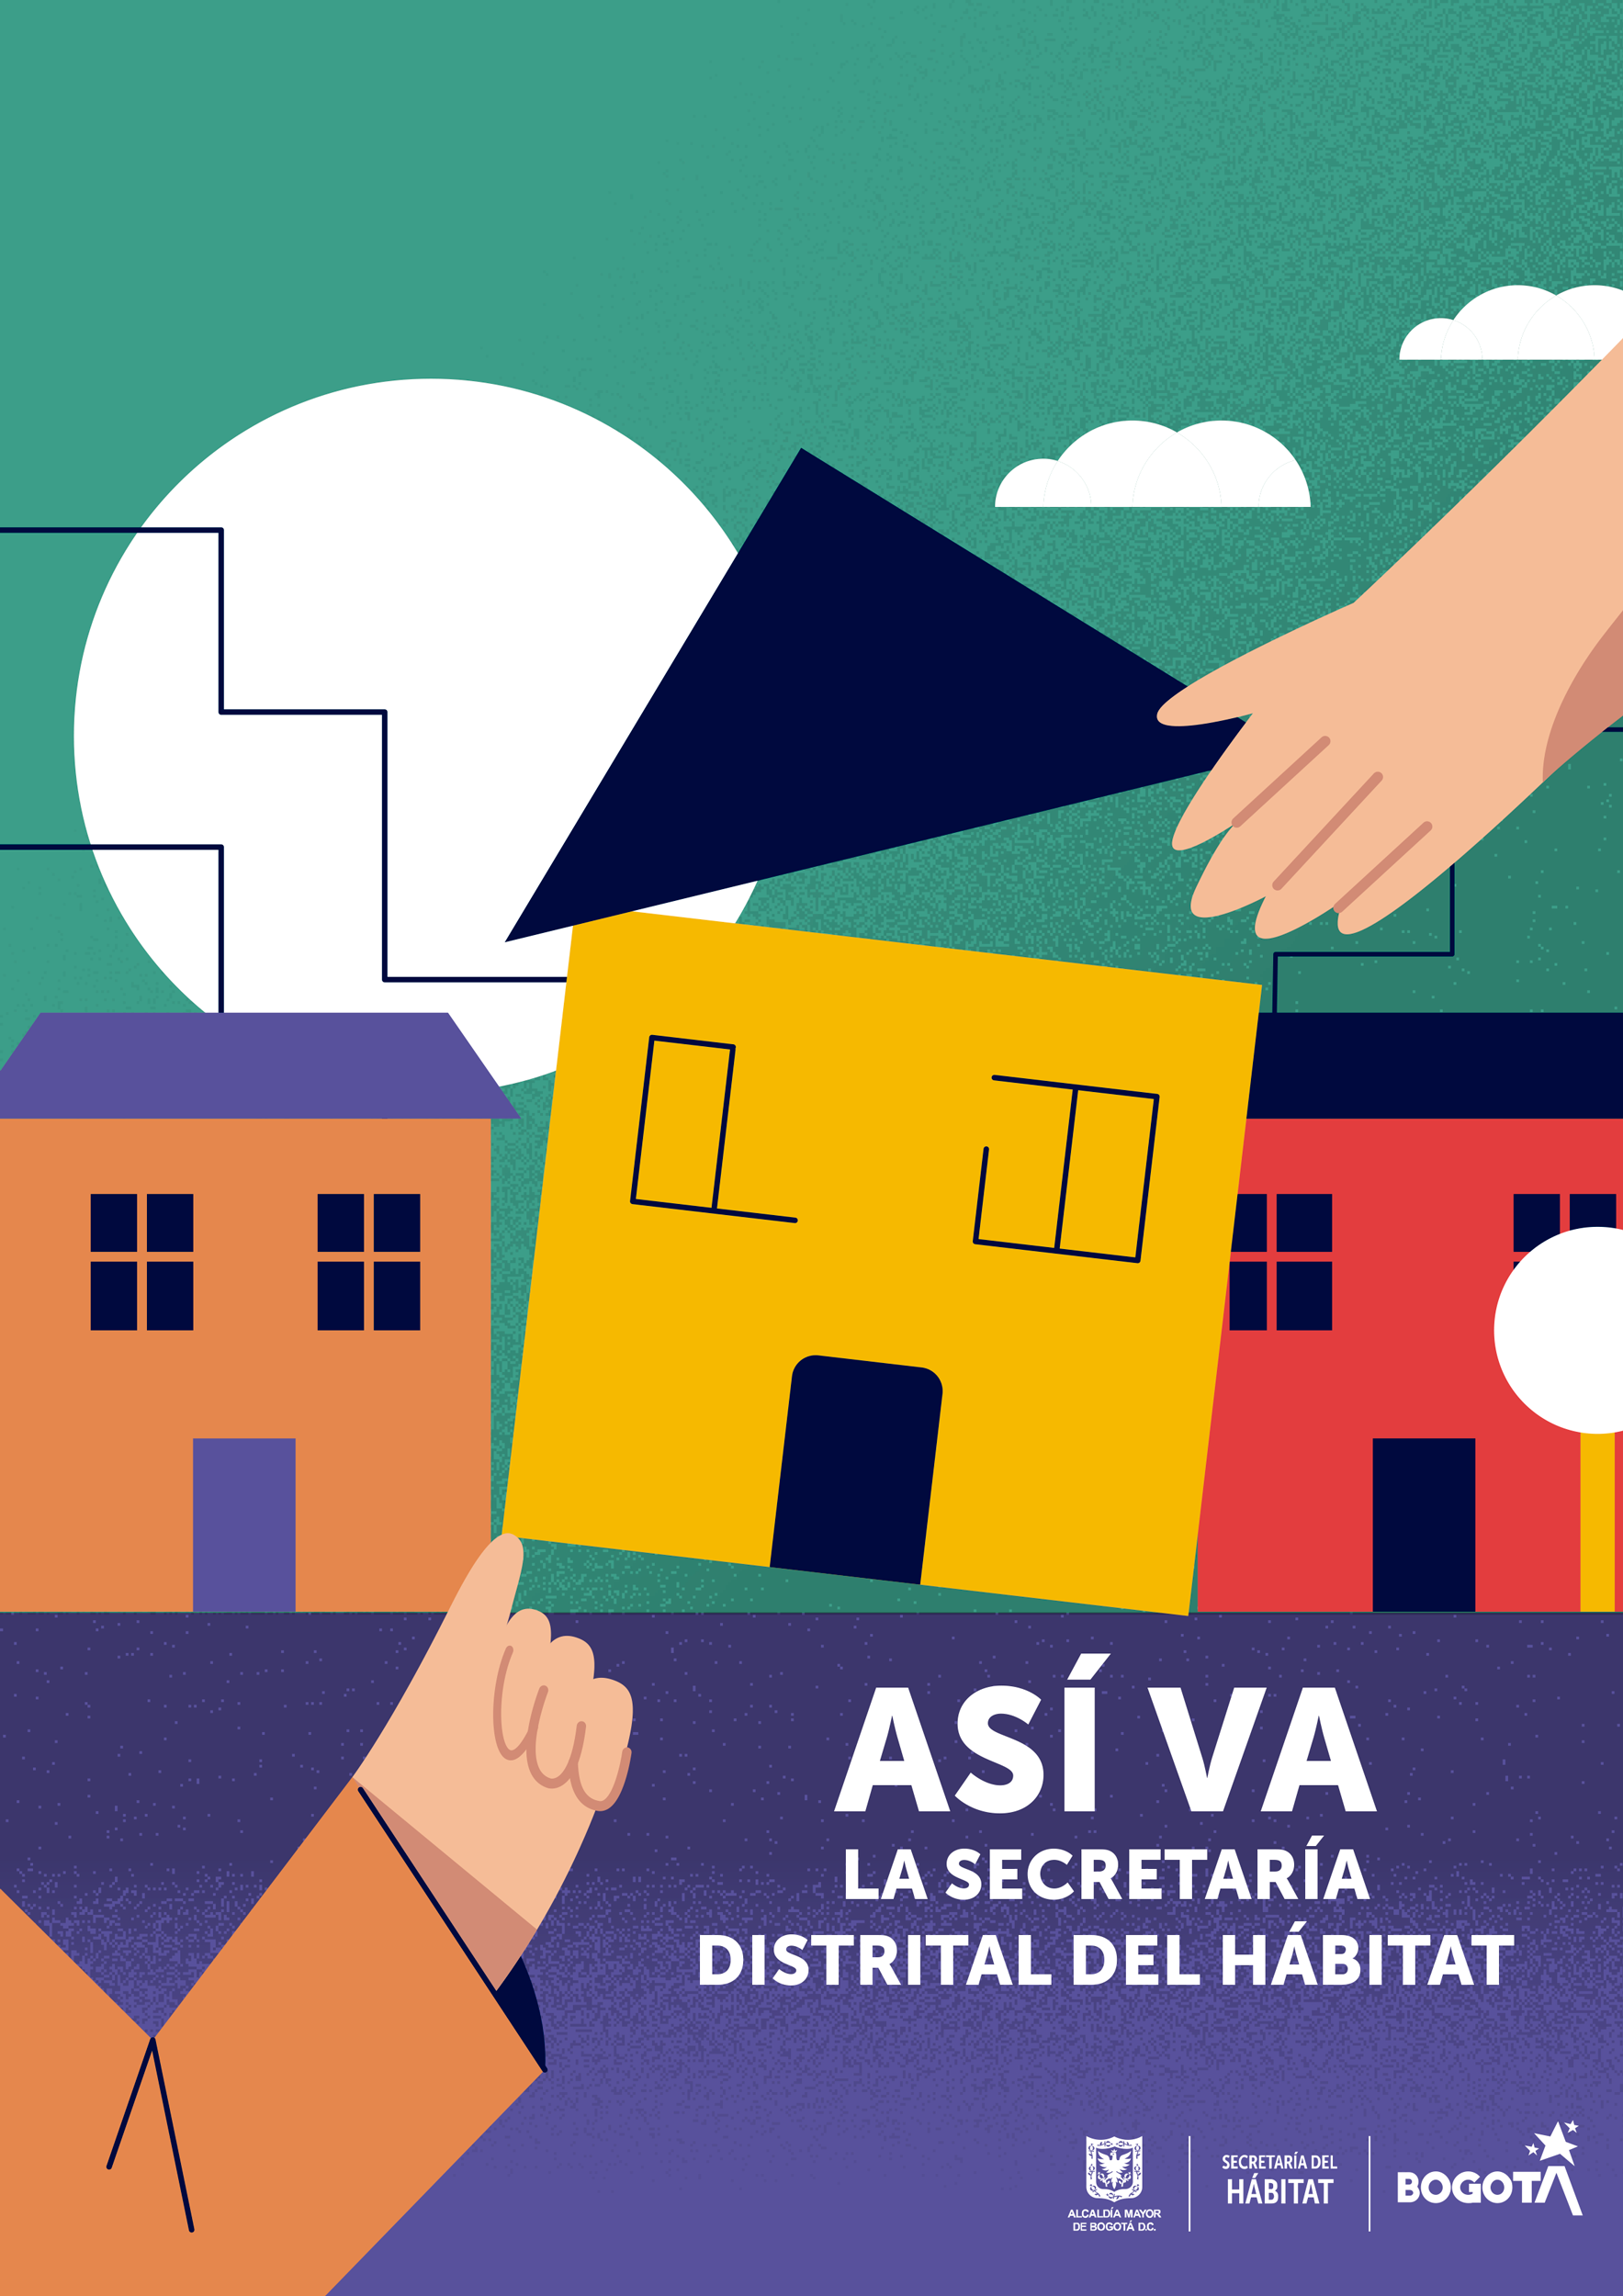 ASÍ VA
LA SECRETARÍA
DISTRITAL DEL HÁBITAT
ALCALDÍA MAYOR
DE BOGOTÁ D.C.
SECRETARÍA DEL
HÁBITAT
BOGOTÁ